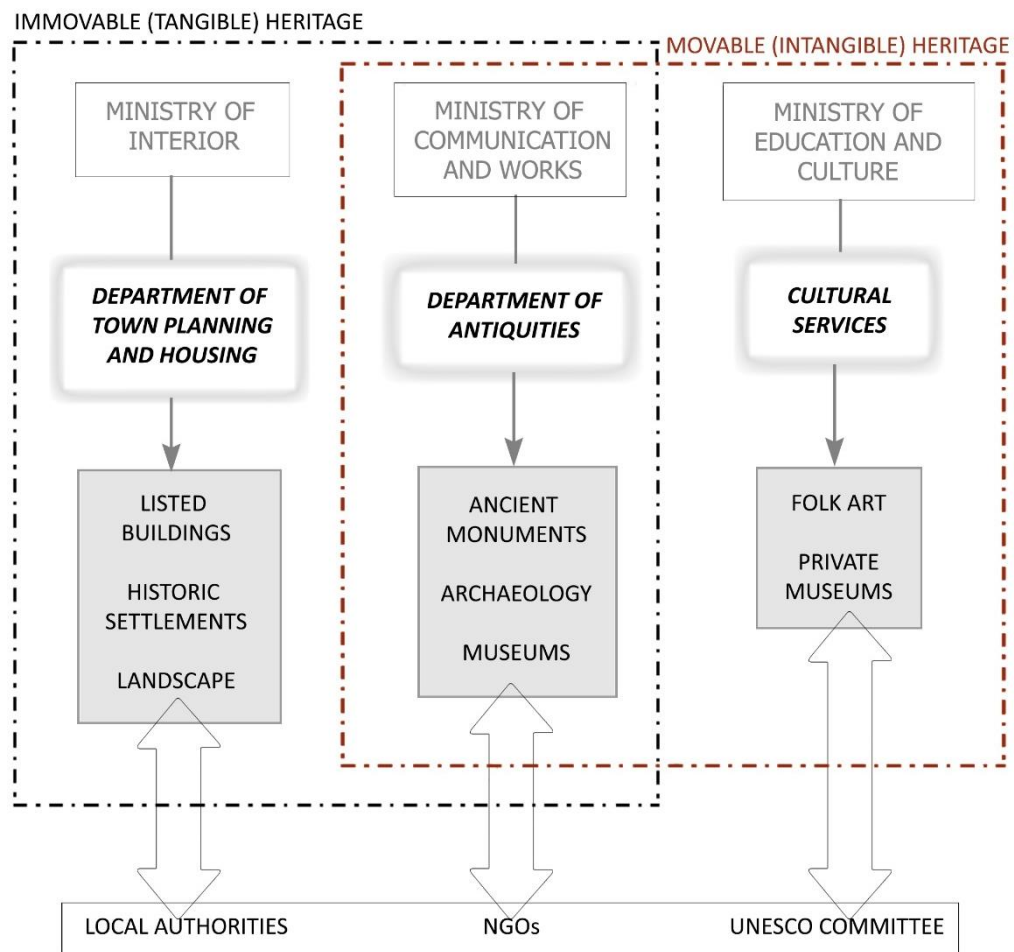 IMMOVABLE (TANGIBLE) HERITAGE
MOVABLE (INTANGIBLE) HERITAGE
MINISTRY OF
INTERIOR
MINISTRY OF
COMMUNICATION
AND WORKS
MINISTRY OF
EDUCATION AND
CULTURE
DEPARTMENT OF
TOWN PLANNING
AND HOUSING
DEPARTMENT OF
ANTIQUITIES
CULTURAL
SERVICES
LISTED
BUILDINGS
HISTORIC
SETTLEMENTS
LANDSCAPE
ANCIENT
MONUMENTS
ARCHAEOLOGY
MUSEUMS
FOLK ART
PRIVATE
MUSEUMS
LOCAL AUTHORITIES
NGOs
UNESCO COMMITTEE